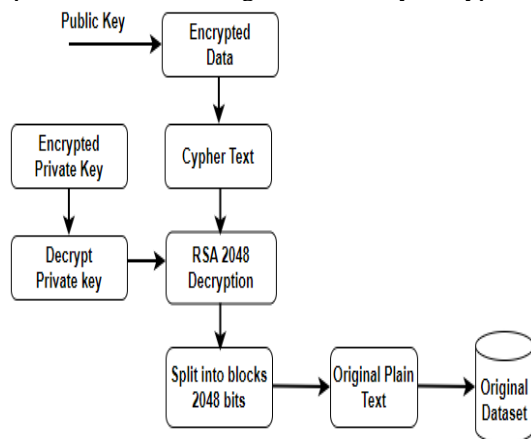 Public Key
Encrypted
Data
Encrypted
Private Key
Cypher Text
Decrypt
Private key
RSA 2048
Decryption
Split into blocks
2048 bits
Original Plain
Text
Original
Dataset